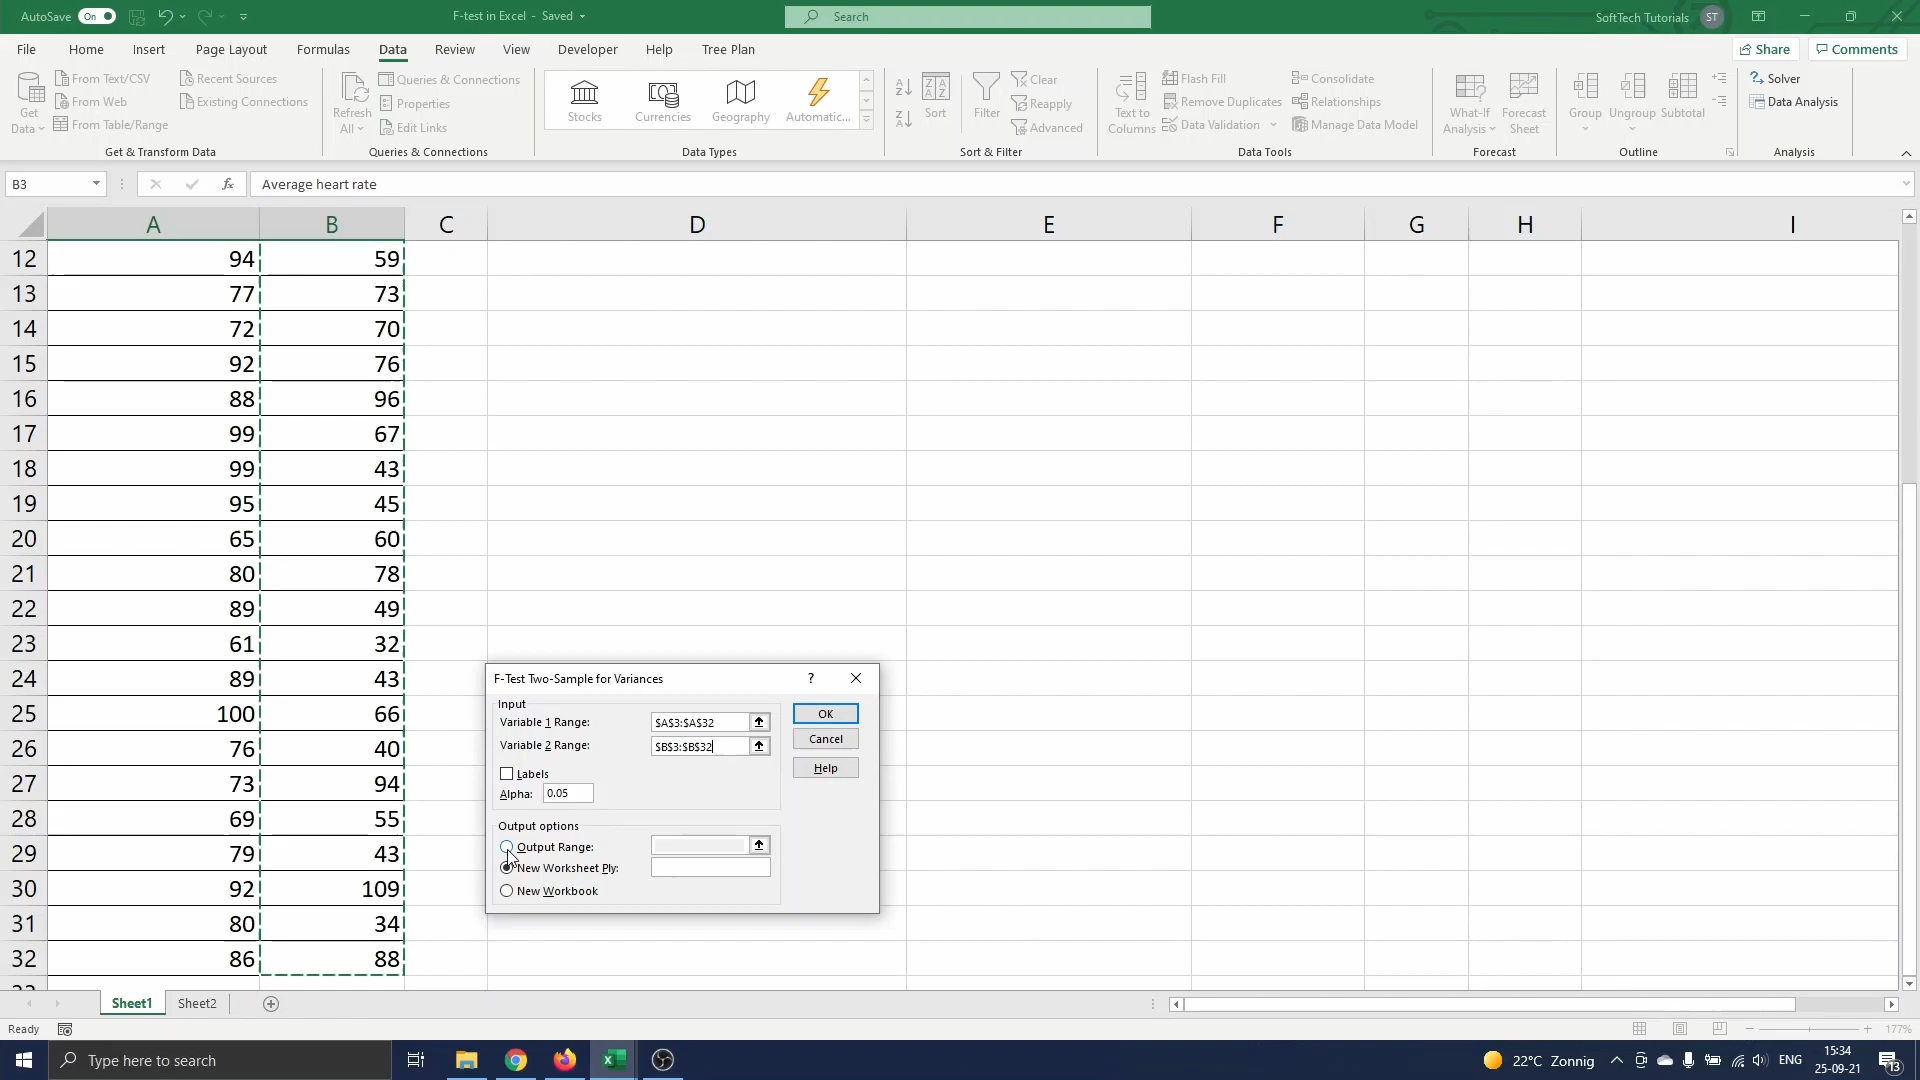 AutoSave On F-test in Excel - Saved Search SoftTech Tutorials ST
File Home Insert Page Layout Formulas Data Review View Developer Help Tree Plan Share Comments
Get Data
From Text/CSV
From Web
From Table/Range
Recent Sources
Existing Connections
Get & Transform Data
Refresh All
Queries & Connections
Properties
Edit Links
Queries & Connections
Stocks Currencies Geography Automatic...
Data Types
Sort
Filter
Clear
Reapply
Advanced
Sort & Filter
Text to Columns
Flash Fill
Remove Duplicates
Data Validation
Consolidate
Relationships
Manage Data Model
Data Tools
What-If Analysis
Forecast Sheet
Forecast
Group Ungroup Subtotal
Outline
Solver
Data Analysis
Analysis
B3 fx Average heart rate
A B C D E F G H I
12 94 59
13 77 73
14 72 70
15 92 76
16 88 96
17 99 67
18 99 43
19 95 45
20 65 60
21 80 78
22 89 49
23 61 32
24 89 43
25 100 66
26 76 40
27 73 94
28 69 55
29 79 43
30 92 109
31 80 34
32 86 88
F-Test Two-Sample for Variances ?
Input
Variable 1 Range: $A$3:$A$32
Variable 2 Range: $B$3:$B$32
Labels
Alpha: 0.05
Output options
Output Range:
New Worksheet Ply:
New Workbook
OK
Cancel
Help
Sheet1 Sheet2
Ready 177%
Type here to search 22°C Zonnig ENG 15:34
25-09-21 13